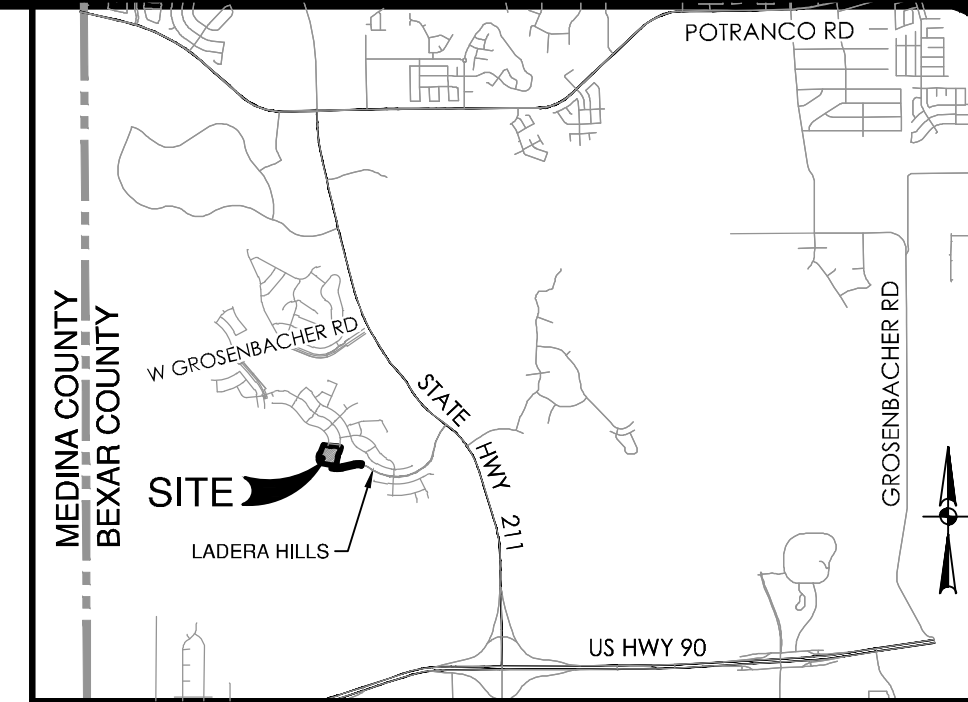 POTRANCO RD
MEDINA COUNTY
BEXAR COUNTY
W GROSENBACHER RD
STATE HWY 211
GROSENBACHER RD
SITE
LADERA HILLS
US HWY 90